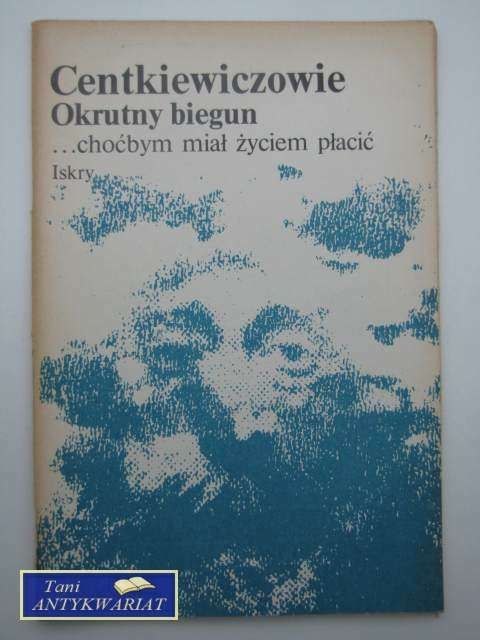 Centkiewiczowie
Okrutny biegun
...choćbym miał życiem płacić
Iskry
Tani
ANTYKWARIAT